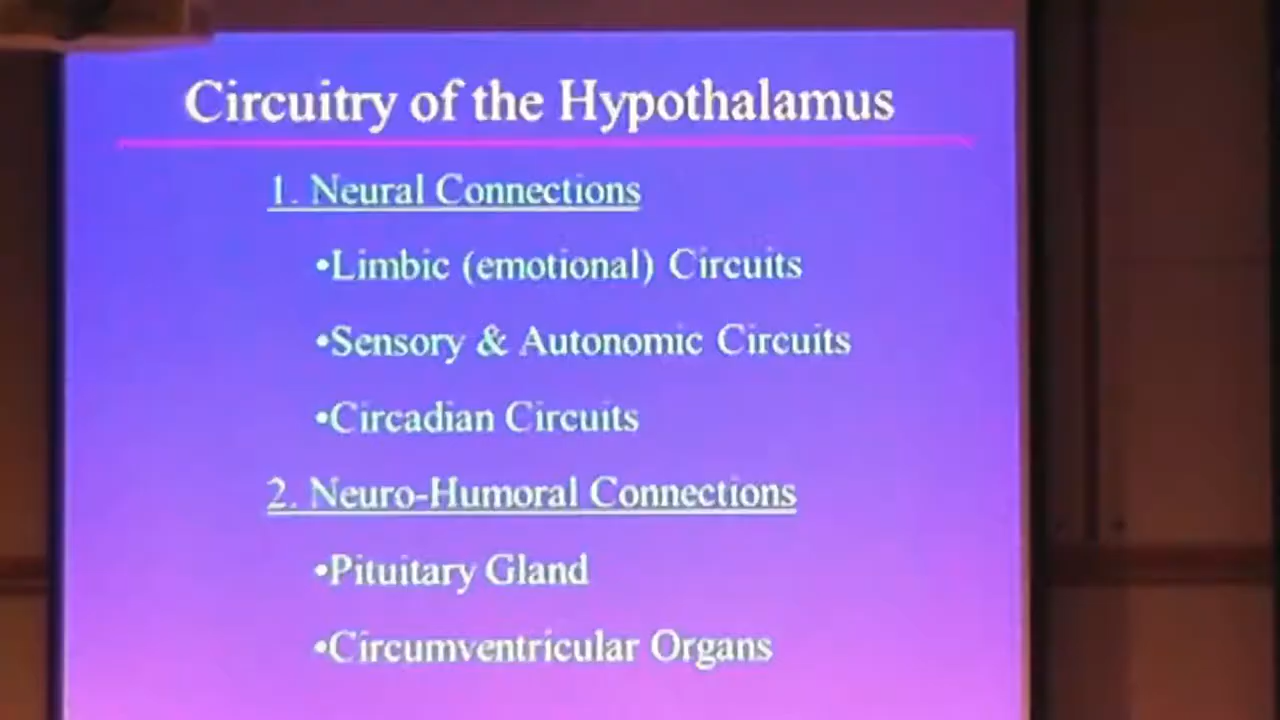 Circuitry of the Hypothalamus
1. Neural Connections
•Limbic (emotional) Circuits
•Sensory & Autonomic Circuits
•Circadian Circuits
2. Neuro-Humoral Connections
•Pituitary Gland
•Circumventricular Organs